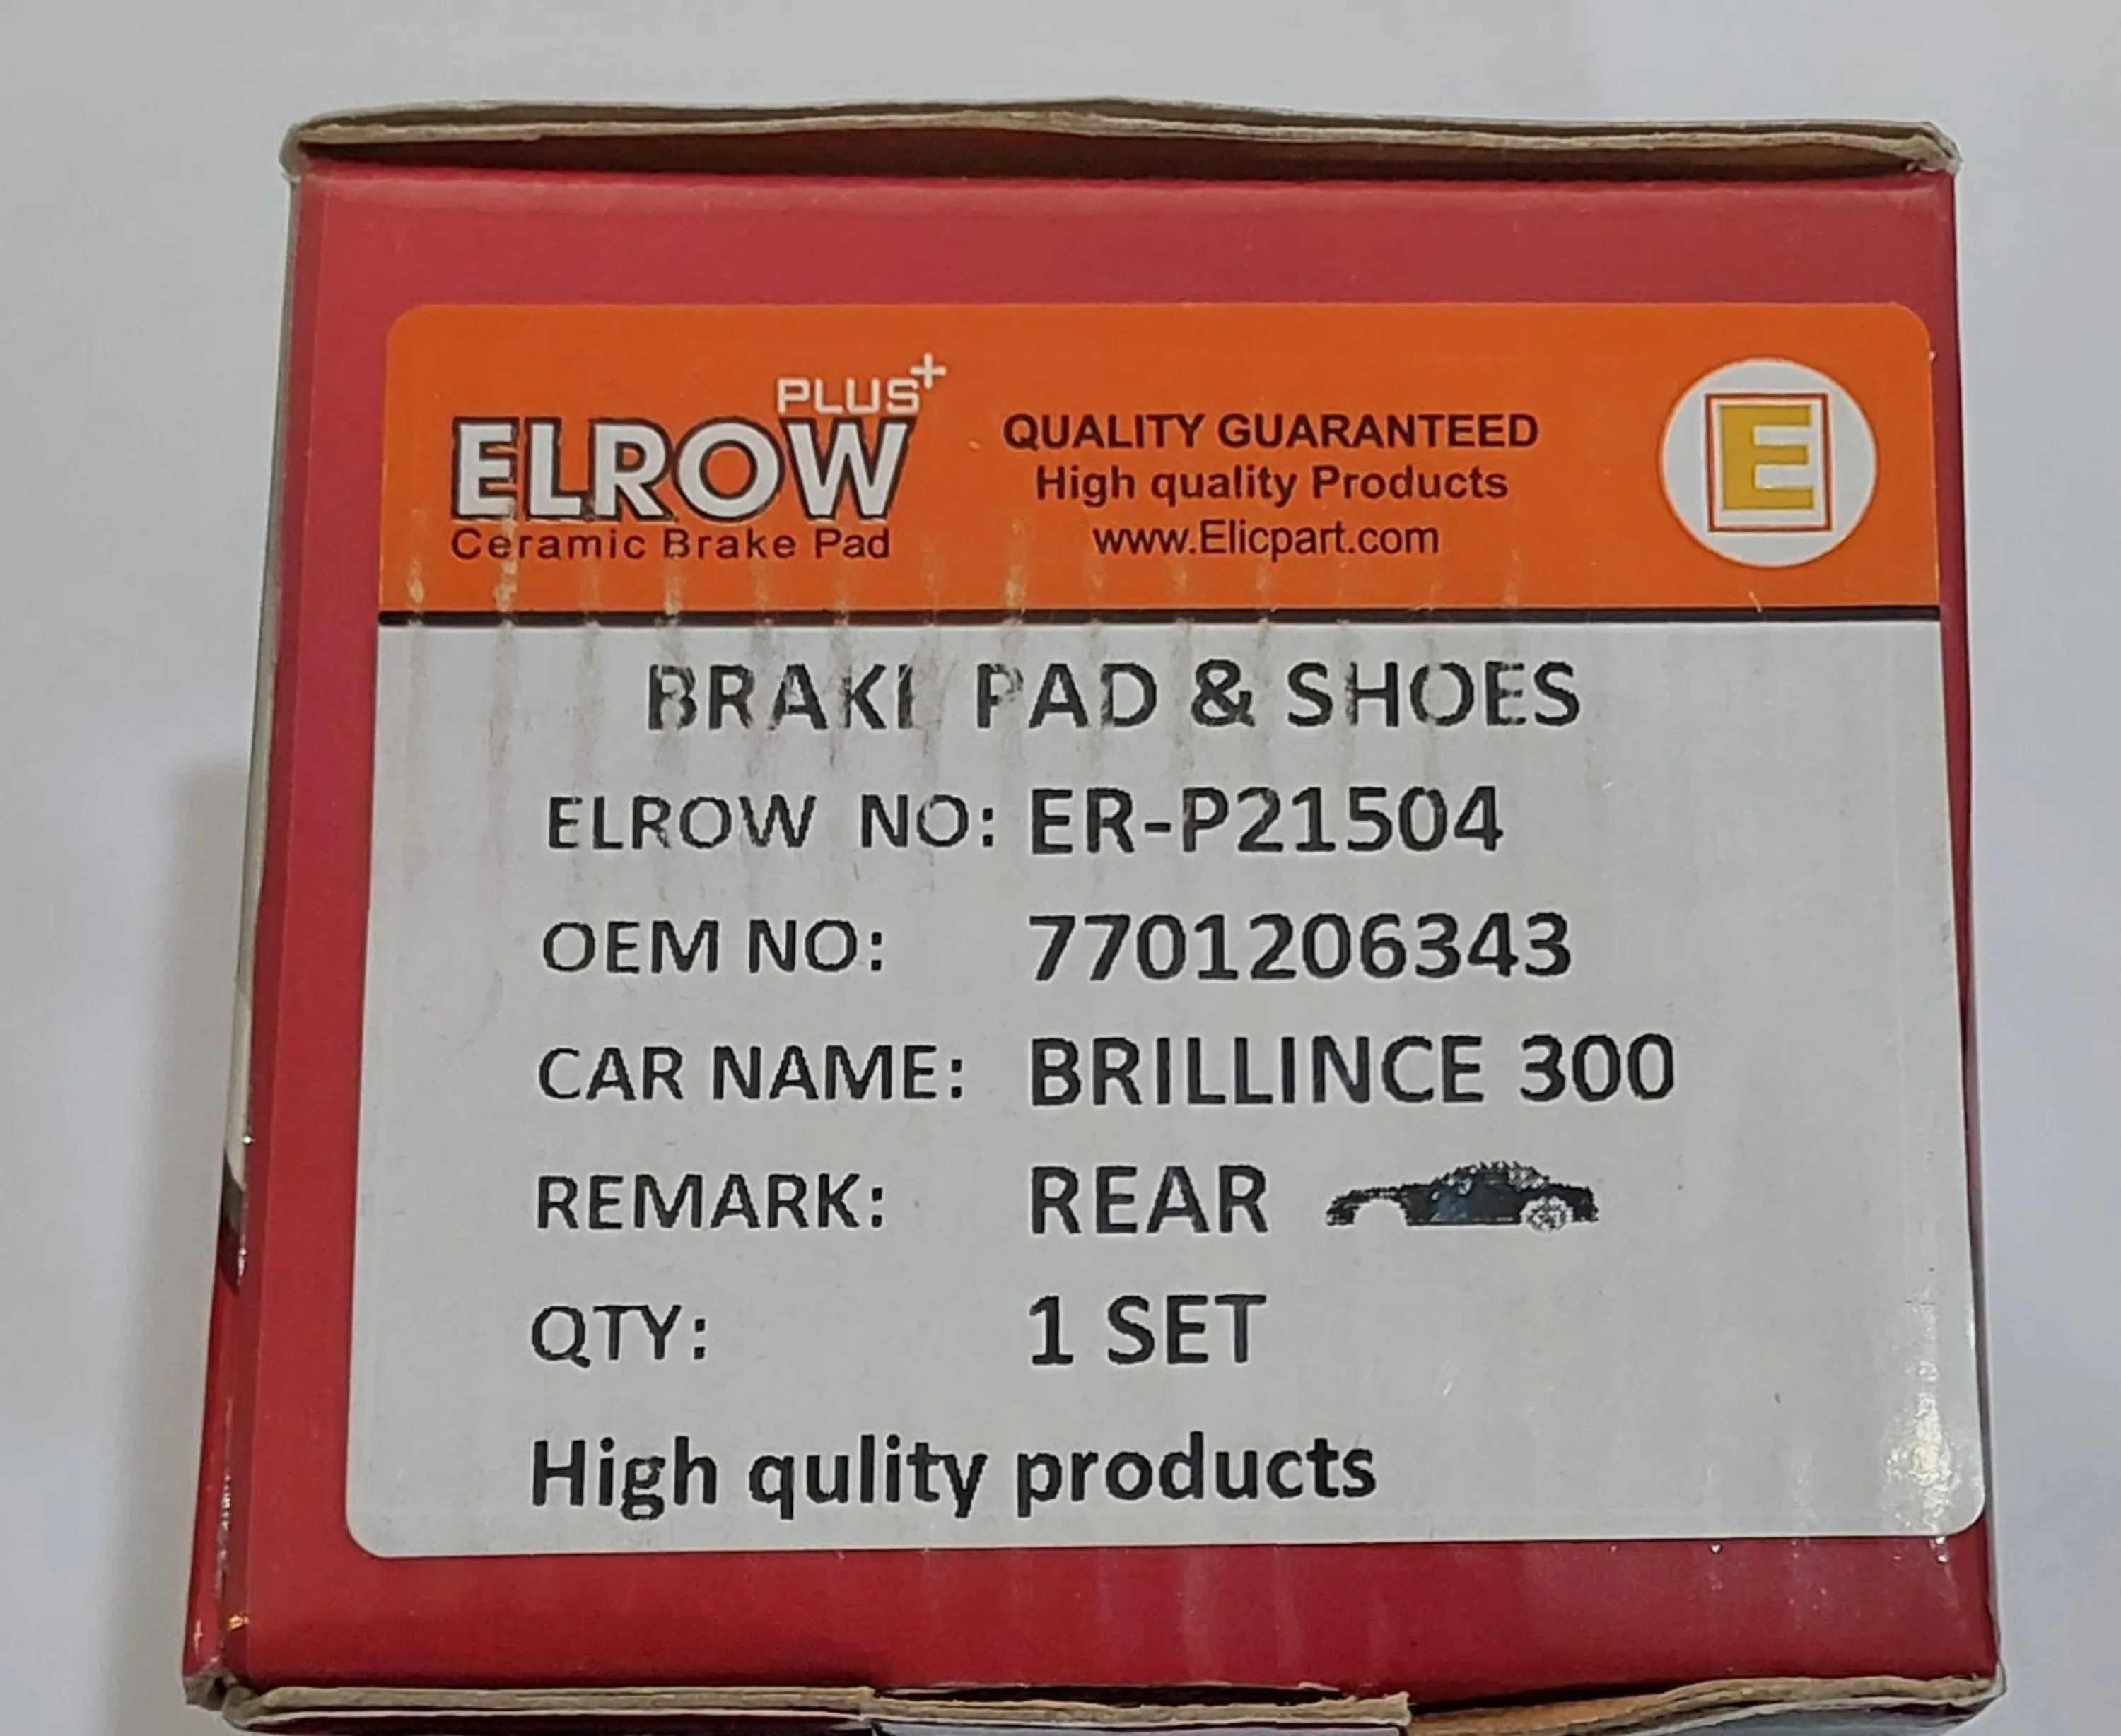 PLUS+
ELROW
Ceramic Brake Pad
QUALITY GUARANTEED
High quality Products
www.Elicpart.com
E
BRAKE PAD & SHOES
ELROW NO: ER-P21504
OEM NO: 7701206343
CAR NAME: BRILLINCE 300
REMARK: REAR
QTY: 1 SET
High qulity products